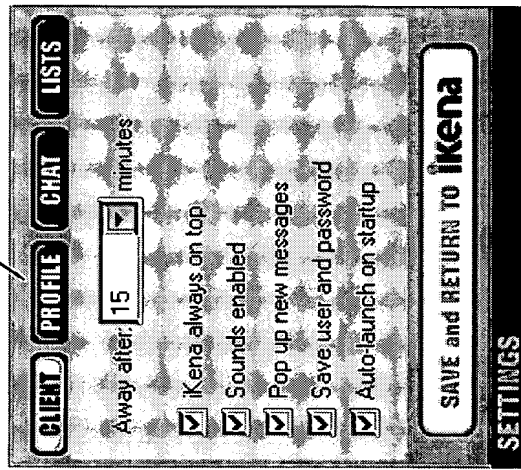 CLIENT PROFILE CHAT LISTS
Away after: 15 minutes
iKena always on top
Sounds enabled
Pop up new messages
Save user and password
Auto-launch on startup
SAVE and RETURN TO iKena
SETTINGS